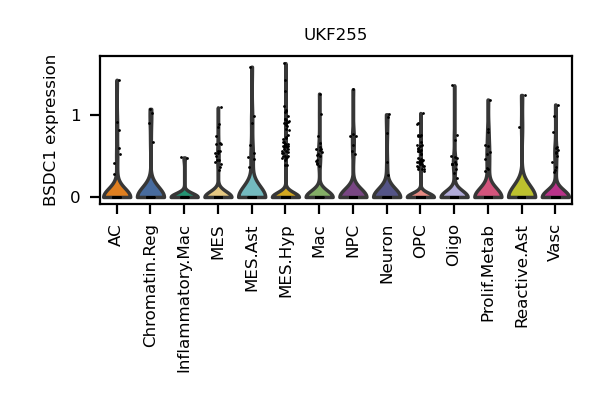 UKF255
BSDC1 expression
1
0
AC
Chromatin.Reg
Inflammatory.Mac
MES
MES.Ast
MES.Hyp
Mac
NPC
Neuron
OPC
Oligo
Prolif.Metab
Reactive.Ast
Vasc